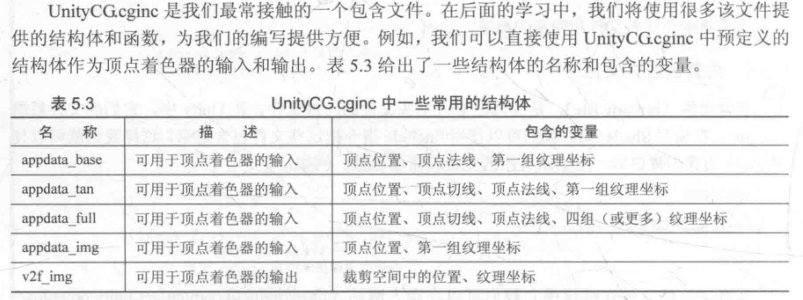 UnityCG.cginc 是我们最常接触的一个包含文件。在后面的学习中，我们将使用很多该文件提
供的结构体和函数，为我们的编写提供方便。例如，我们可以直接使用 UnityCG.cginc 中预定义的
结构体作为顶点着色器的输入和输出。表 5.3 给出了一些结构体的名称和包含的变量。
表 5.3 UnityCG.cginc 中一些常用的结构体
名 称 描 述 包含的变量
appdata_base 可用于顶点着色器的输入 顶点位置、顶点法线、第一组纹理坐标
appdata_tan 可用于顶点着色器的输入 顶点位置、顶点切线、顶点法线、第一组纹理坐标
appdata_full 可用于顶点着色器的输入 顶点位置、顶点切线、顶点法线、四组（或更多）纹理坐标
appdata_img 可用于顶点着色器的输入 顶点位置、第一组纹理坐标
v2f_img 可用于顶点着色器的输出 裁剪空间中的位置、纹理坐标